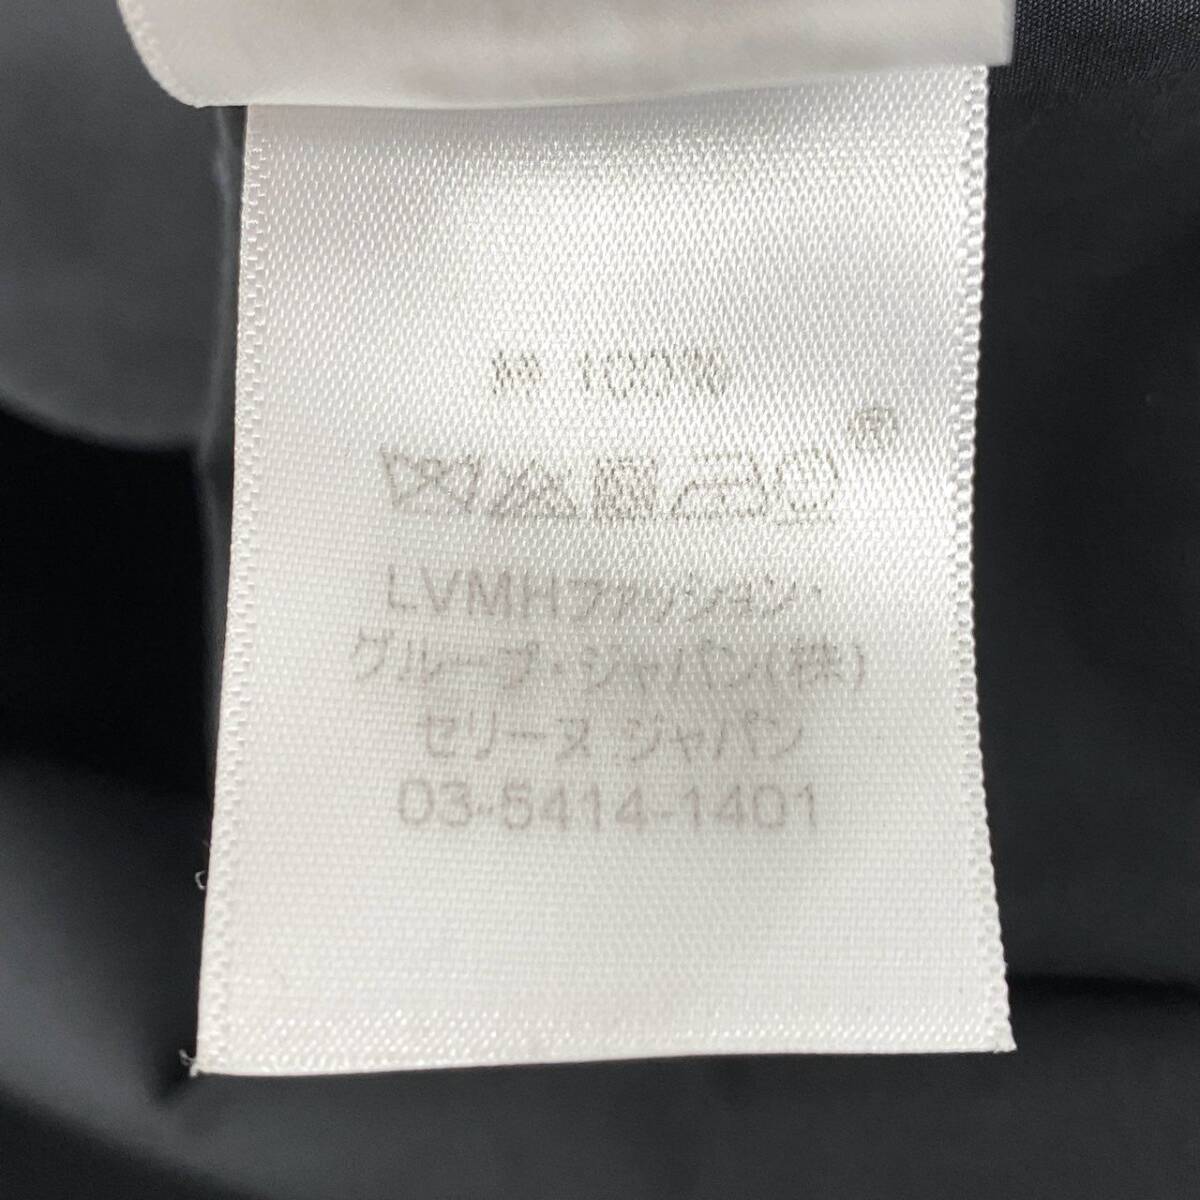 100%
®
LVMHファッション・
グループ・ジャパン(株)
セリーヌ ジャパン
03-5414-1401